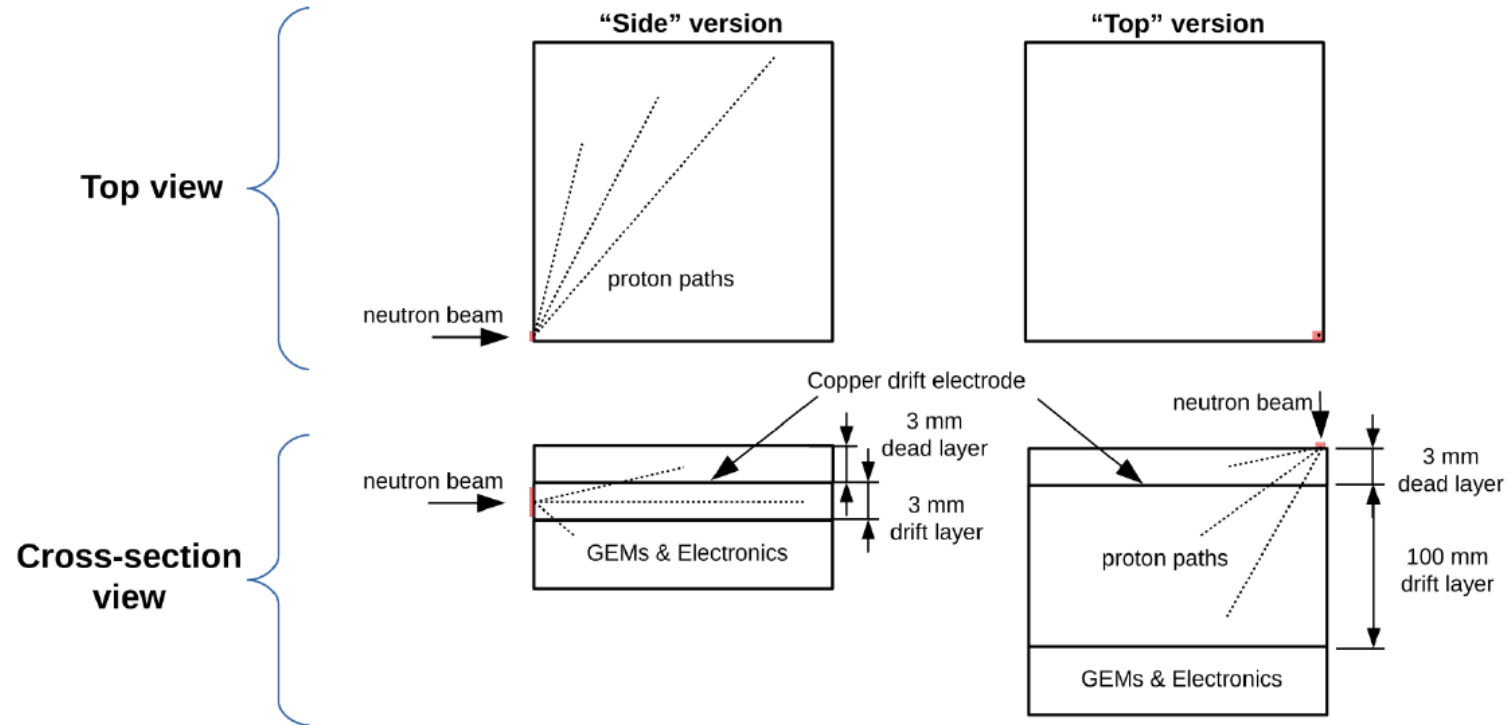 “Side” version
“Top” version
Top view
proton paths
neutron beam
Copper drift electrode
neutron beam
3 mm
dead layer
3 mm
dead layer
neutron beam
3 mm
drift layer
GEMs & Electronics
Cross-section
view
proton paths
100 mm
drift layer
GEMs & Electronics